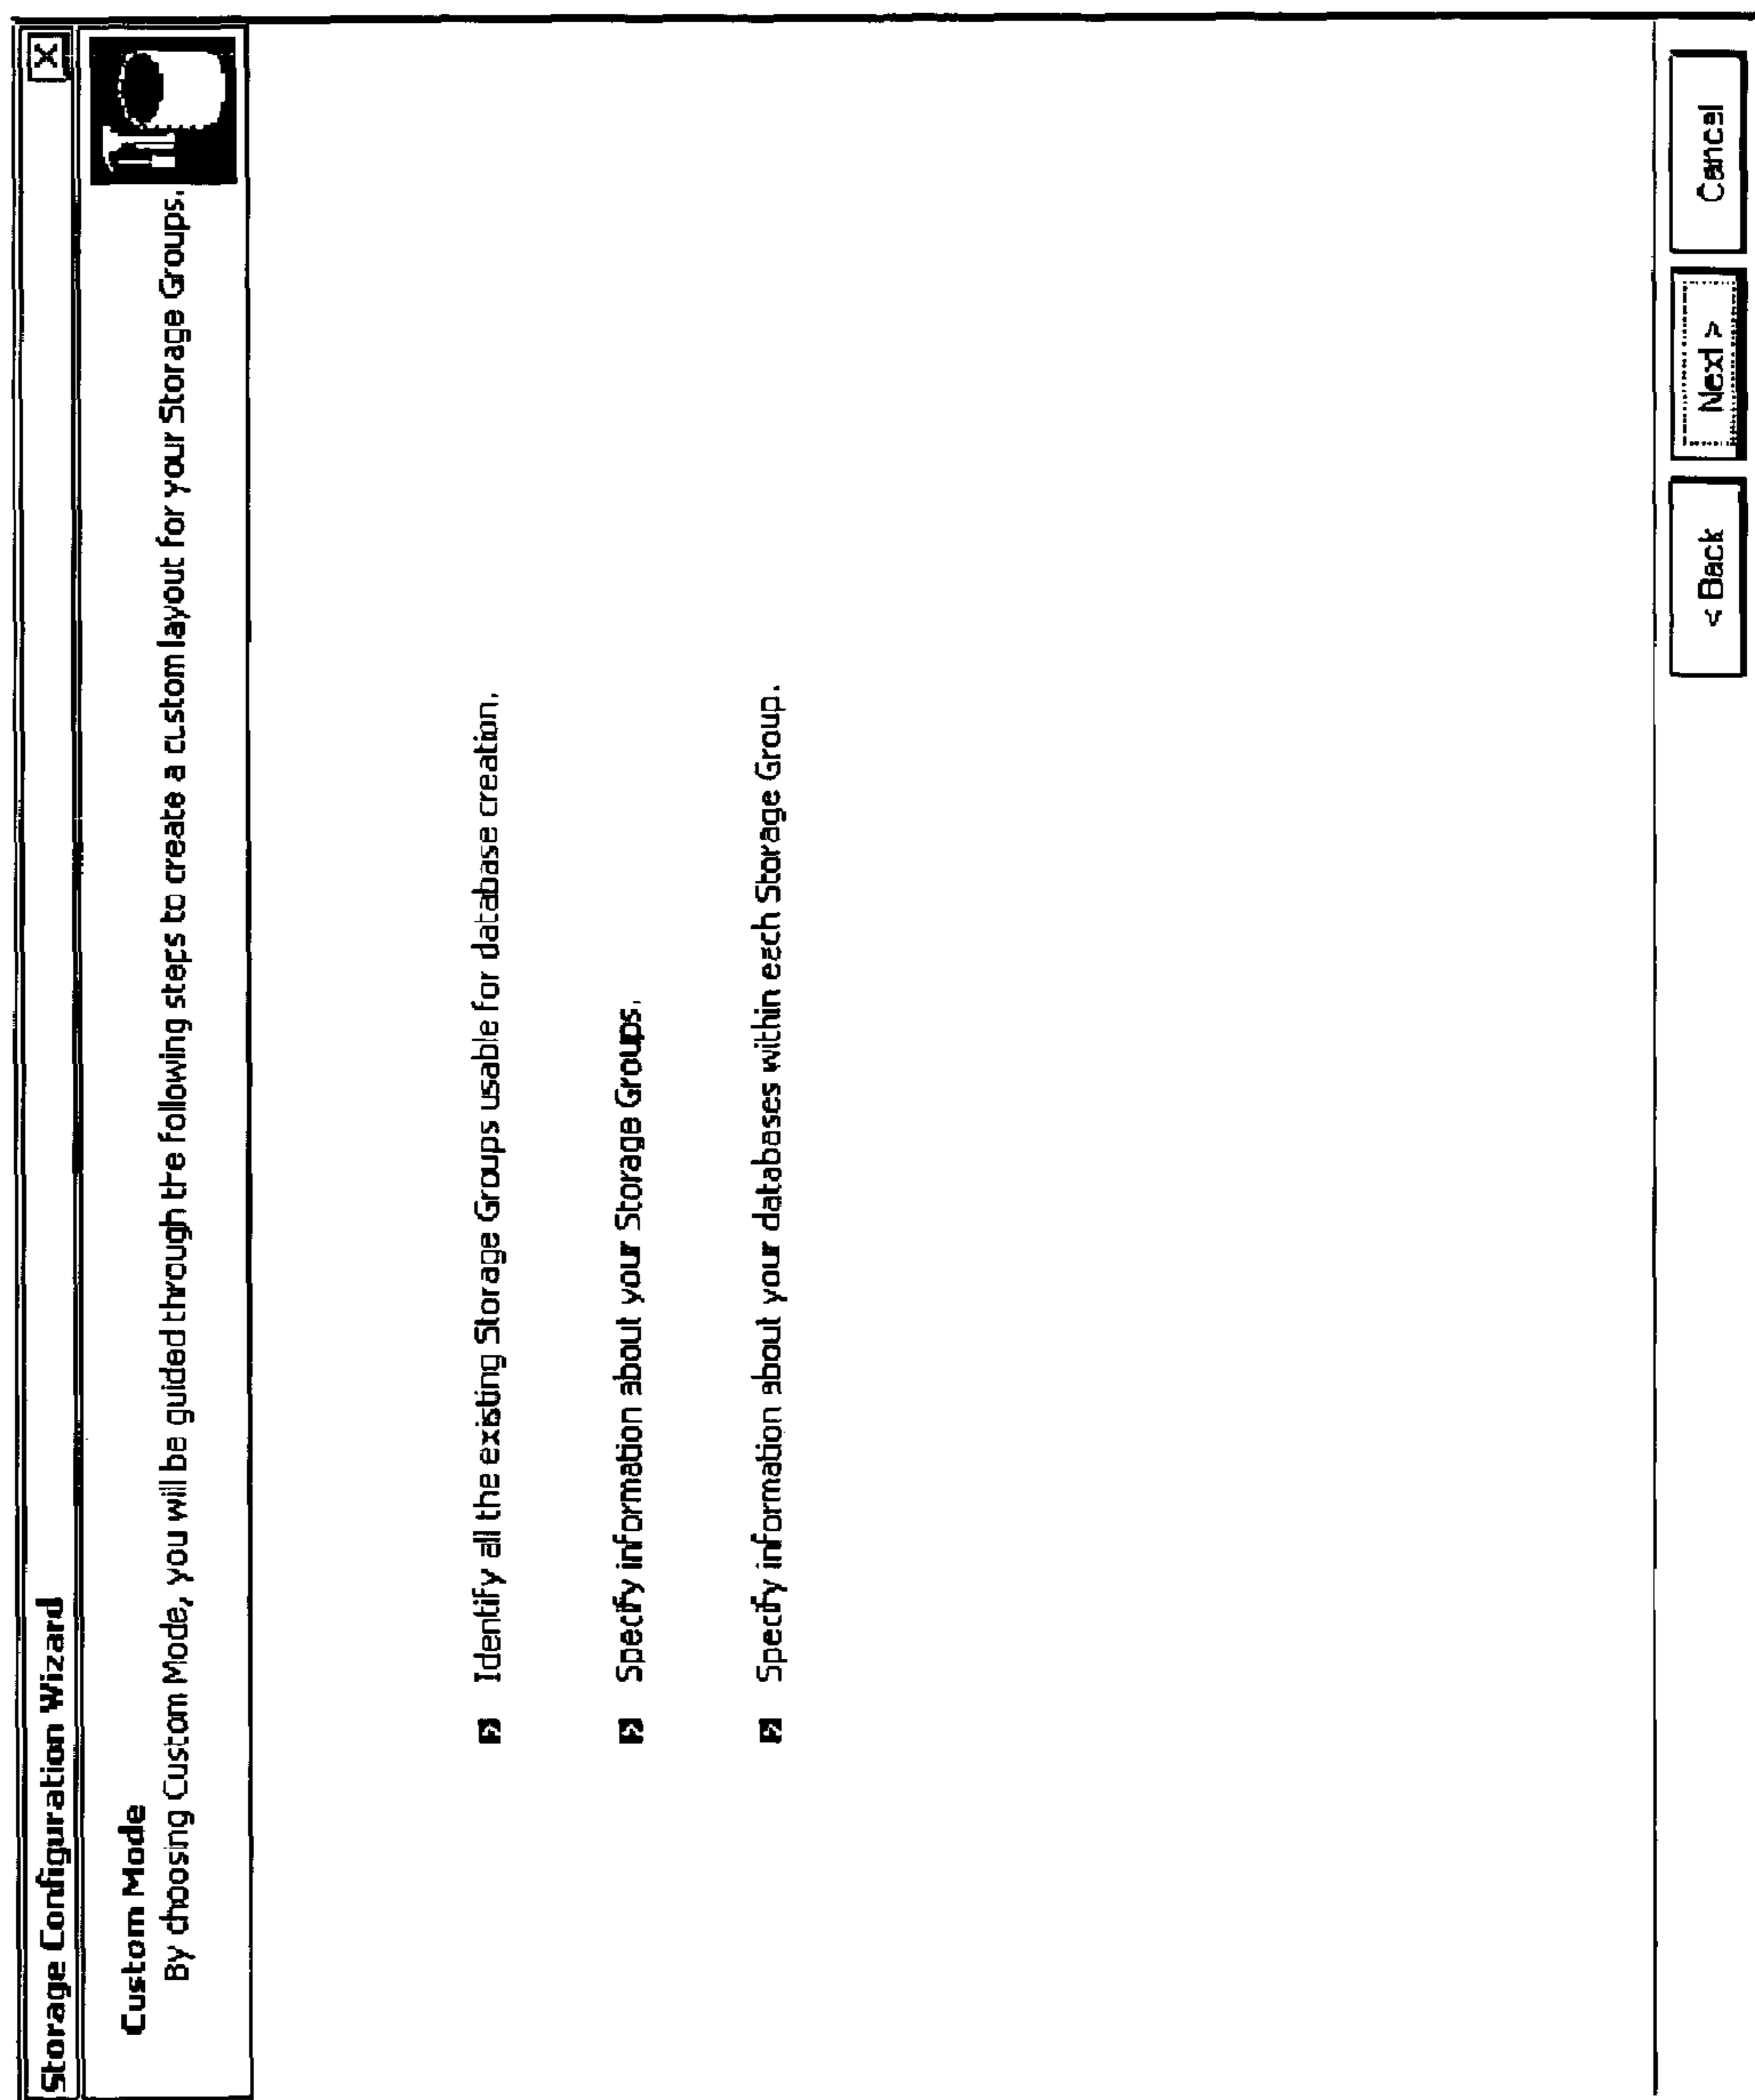 Storage Configuration Wizard
X
Custom Mode
By choosing Custom Mode, you will be guided through the following steps to create a custom layout for your Storage Groups.
Identify all the existing Storage Groups usable for database creation.
Specify information about your Storage Groups.
Specify information about your databases within each Storage Group.
< Back
Next >
Cancel